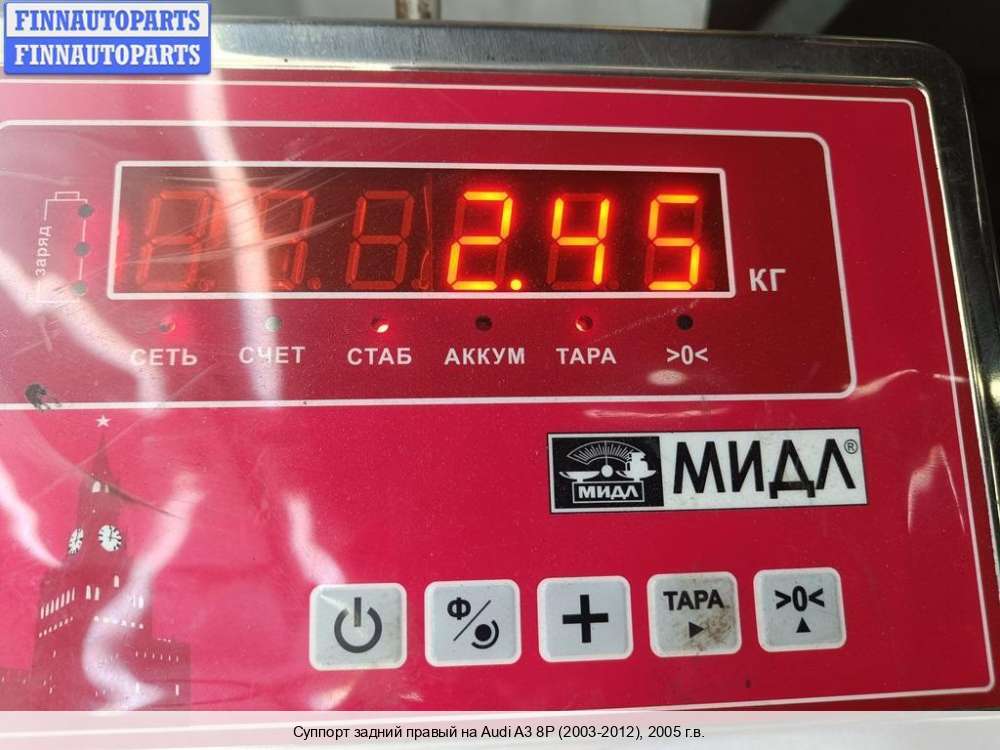 FINNAUTOPARTS
FINNAUTOPARTS
заряд
2.45
КГ
СЕТЬ СЧЕТ СТАБ АККУМ ТАРА >0<
МИДЛ МИДЛ®
Ф/ + ТАРА >0<
Суппорт задний правый на Audi A3 8P (2003-2012), 2005 г.в.